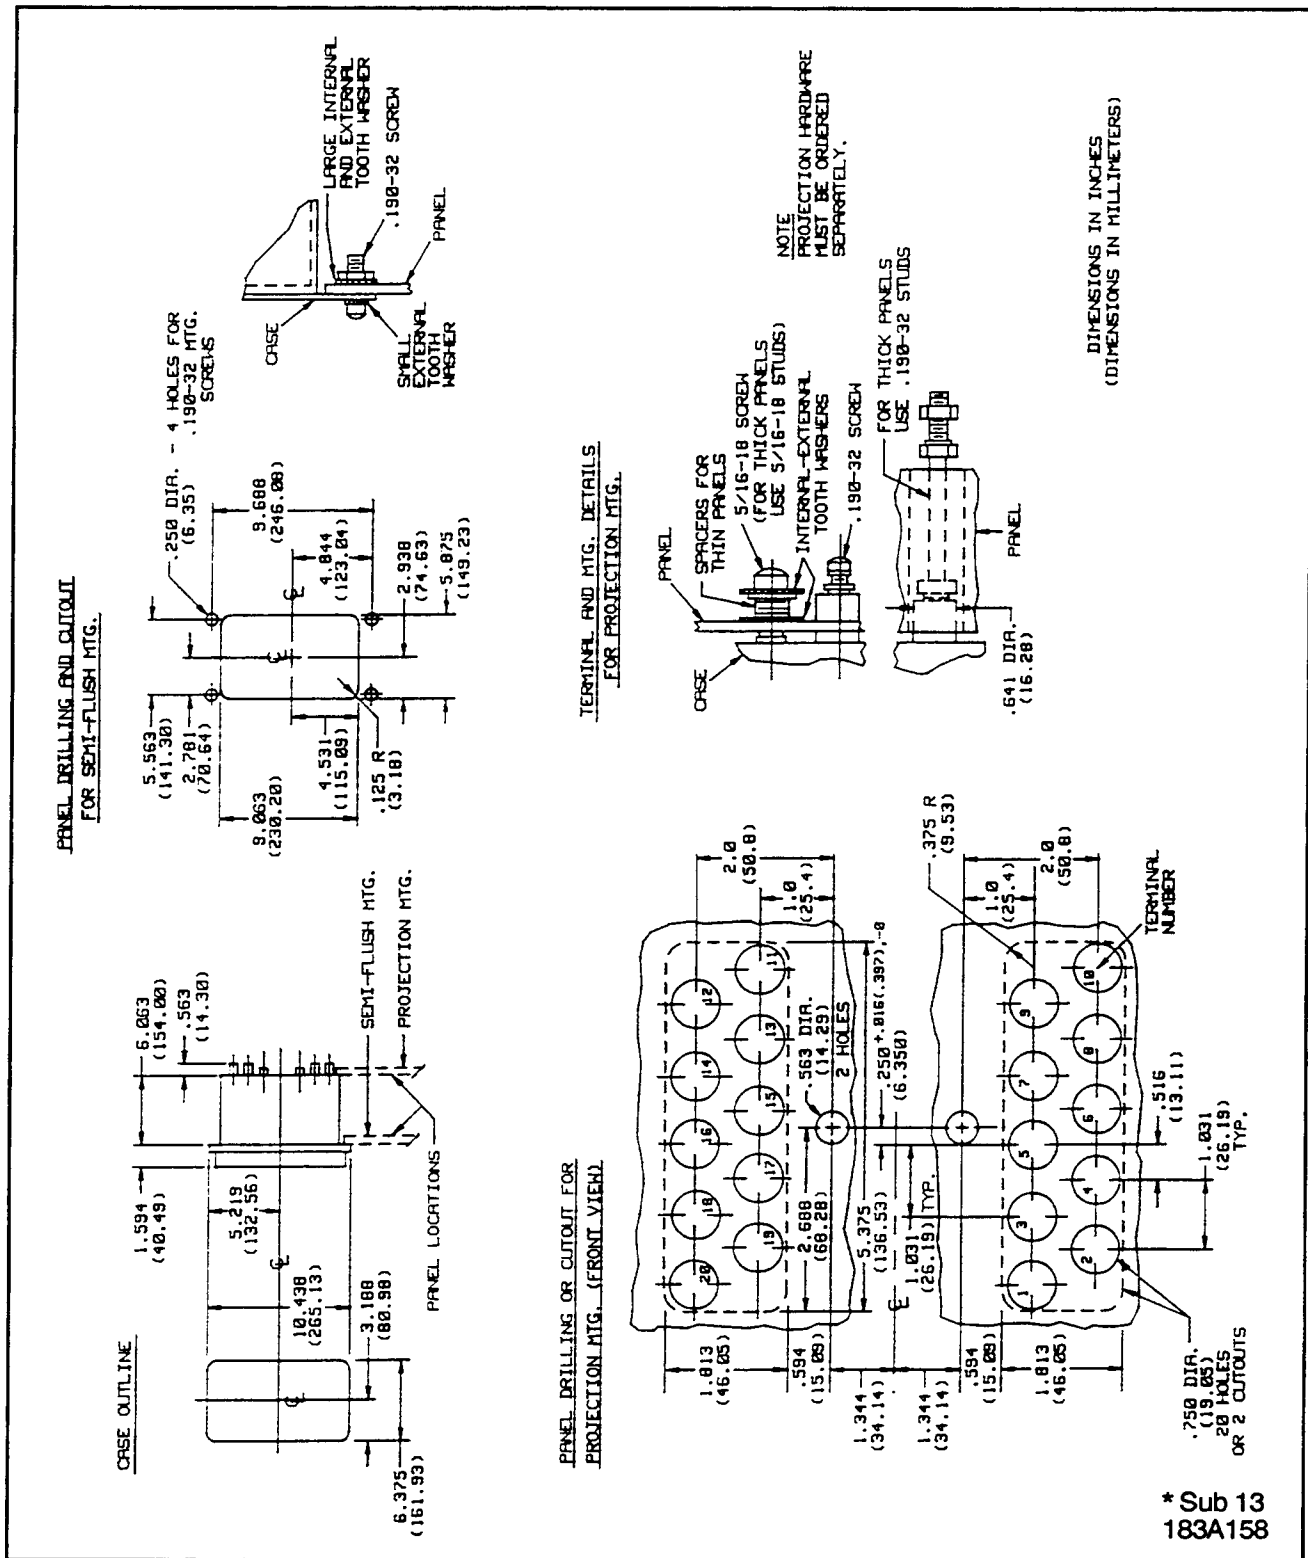 CASE OUTLINE
6.375
(161.93)
3.188
(80.98)
10.438
(265.13)
5.219
(132.56)
1.594
(40.49)
6.063
(154.00)
.563
(14.30)
SEMI-FLUSH MTG.
PROJECTION MTG.
PANEL LOCATIONS
PANEL DRILLING AND CUTOUT
FOR SEMI-FLUSH MTG.
5.563
(141.30)
2.781
(70.64)
9.063
(230.20)
4.531
(115.09)
.125 R
(3.18)
.250 DIA. - 4 HOLES FOR
(6.35) .190-32 MTG.
SCREWS
9.688
(246.08)
4.844
(123.04)
2.938
(74.63)
5.875
(149.23)
CASE
SMALL
EXTERNAL
TOOTH
WASHER
LARGE INTERNAL
AND EXTERNAL
TOOTH WASHER
.190-32 SCREW
PANEL
PANEL DRILLING OR CUTOUT FOR
PROJECTION MTG. (FRONT VIEW)
1.813
(46.05)
.594
(15.09)
1.344
(34.14)
1.344
(34.14)
.594
(15.09)
1.813
(46.05)
2.688
(68.28)
5.375
(136.53)
1.031
(26.19) TYP.
.563 DIA.
(14.29)
2 HOLES
.250 +.016(.397),-0
(6.350)
2.0
(50.8)
1.0
(25.4)
1.0
(25.4)
2.0
(50.8)
.375 R
(9.53)
TERMINAL
NUMBER
.516
(13.11)
1.031
(26.19)
TYP.
.750 DIA.
(19.05)
20 HOLES
OR 2 CUTOUTS
20 18 16 14 12
19 17 15 13 11
1 3 5 7 9
2 4 6 8 10
TERMINAL AND MTG. DETAILS
FOR PROJECTION MTG.
CASE
PANEL
SPACERS FOR
THIN PANELS
5/16-18 SCREW
(FOR THICK PANELS
USE 5/16-18 STUDS)
INTERNAL-EXTERNAL
TOOTH WASHERS
.190-32 SCREW
.641 DIA.
(16.28)
PANEL
FOR THICK PANELS
USE .190-32 STUDS
NOTE
PROJECTION HARDWARE
MUST BE ORDERED
SEPARATELY.
DIMENSIONS IN INCHES
(DIMENSIONS IN MILLIMETERS)
* Sub 13
183A158